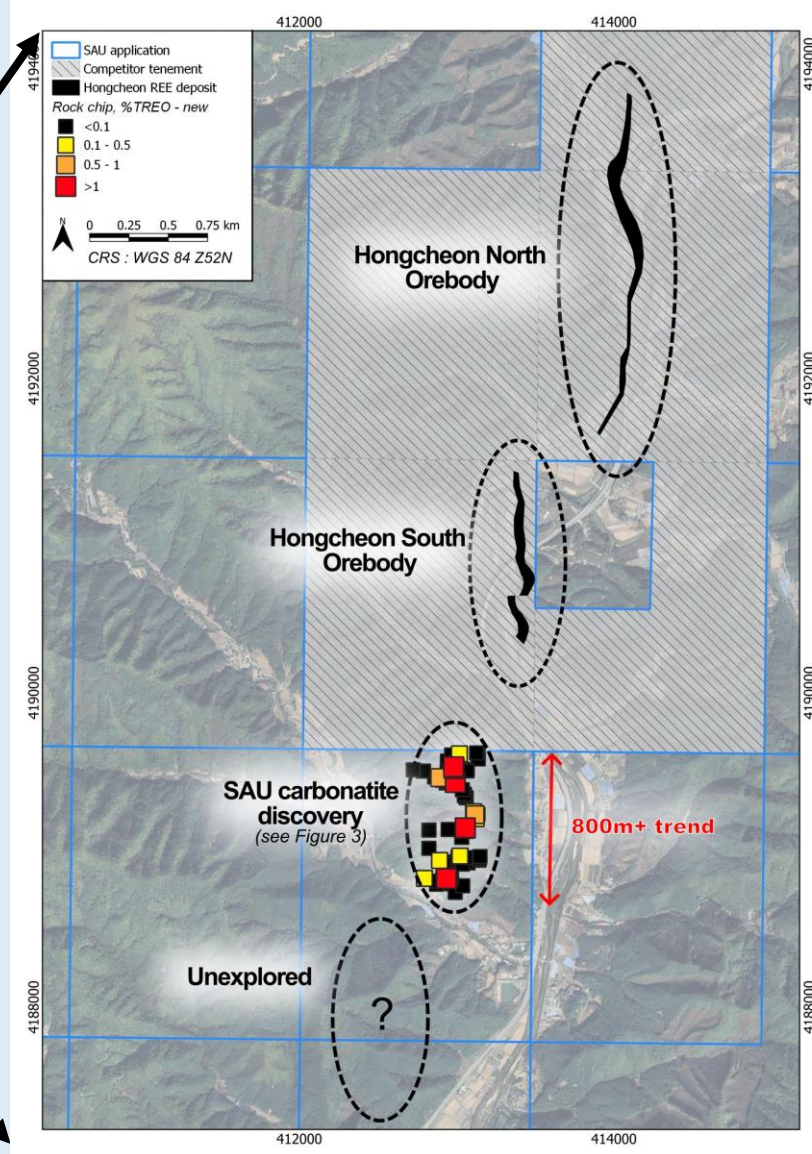 412000
414000
4194000
4194000
SAU application
Competitor tenement
Hongcheon REE deposit
Rock chip, %TREO - new
<0.1
0.1 - 0.5
0.5 - 1
>1
N
0 0.25 0.5 0.75 km
CRS : WGS 84 Z52N
Hongcheon North
Orebody
4192000
4192000
Hongcheon South
Orebody
4190000
4190000
SAU carbonatite
discovery
(see Figure 3)
800m+ trend
Unexplored
?
4188000
4188000
412000
414000